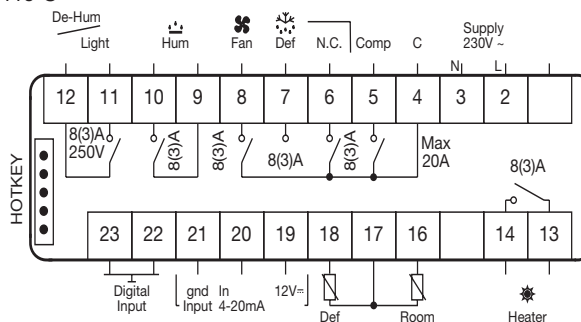 De-Hum
Light
Hum
Fan
Def
N.C.
Comp
C
Supply
230V ~
N
L
12 11 10 9 8 7 6 5 4 3 2
8(3)A
250V
8(3)A
8(3)A
8(3)A
8(3)A
Max
20A
8(3)A
HOTKEY
23 22 21 20 19 18 17 16 14 13
Digital
Input
gnd In 12V
Input 4-20mA
Def
Room
Heater